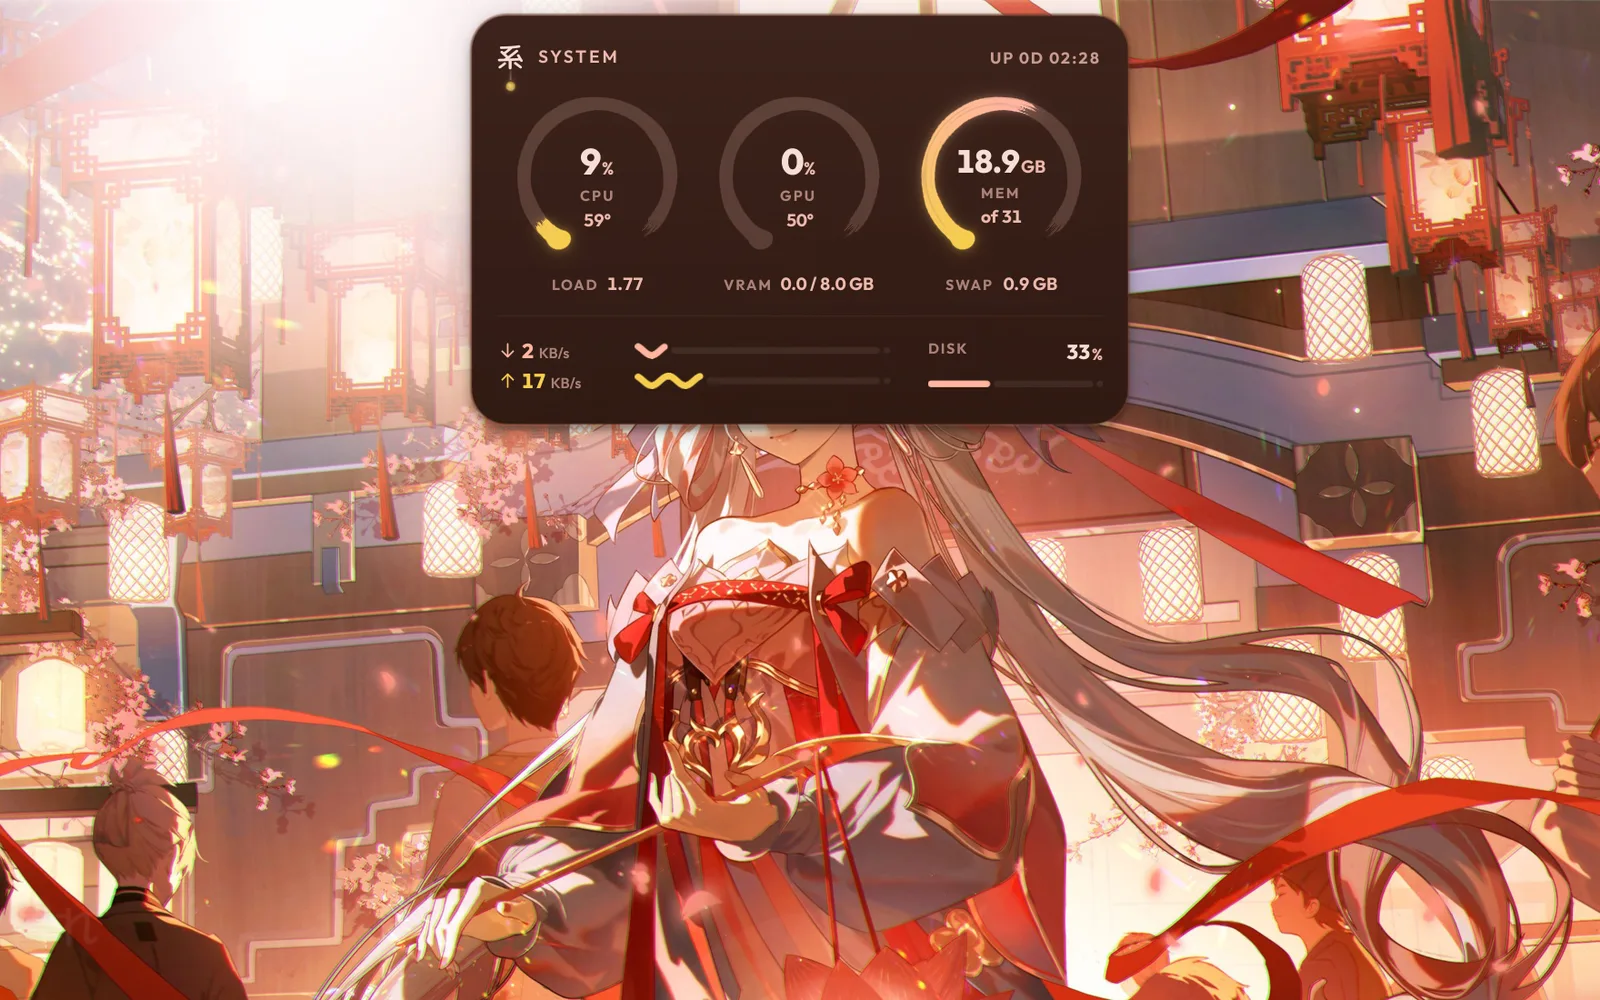 系 SYSTEM UP 0D 02:28
9% 0% 18.9GB
CPU GPU MEM
59° 50° of 31
LOAD 1.77 VRAM 0.0 / 8.0 GB SWAP 0.9 GB
↓ 2 KB/s DISK 33%
↑ 17 KB/s